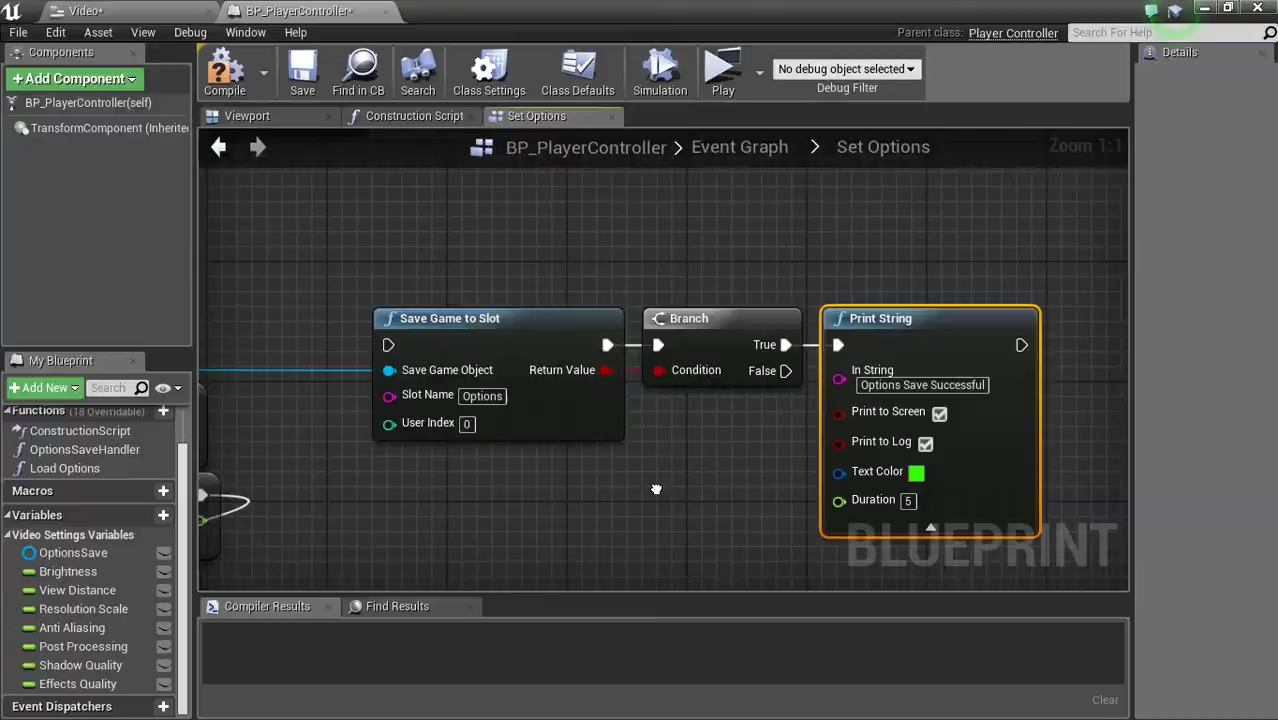 Video*
BP_PlayerController*
File Edit Asset View Debug Window Help
Parent class: Player Controller
Search For Help
Components
+Add Component
BP_PlayerController(self)
TransformComponent (Inherite
Compile
Save
Find in CB
Search
Class Settings
Class Defaults
Simulation
Play
No debug object selected
Debug Filter
Details
Viewport
Construction Script
Set Options
BP_PlayerController > Event Graph > Set Options
Zoom 1:1
Save Game to Slot
Save Game Object
Return Value
Slot Name Options
User Index 0
Branch
True
Condition
False
Print String
In String
Options Save Successful
Print to Screen
Print to Log
Text Color
Duration 5
BLUEPRINT
My Blueprint
+Add New
Search
Functions (18 Overridable)
ConstructionScript
OptionsSaveHandler
Load Options
Macros
Variables
Video Settings Variables
OptionsSave
Brightness
View Distance
Resolution Scale
Anti Aliasing
Post Processing
Shadow Quality
Effects Quality
Event Dispatchers
Compiler Results
Find Results
Clear